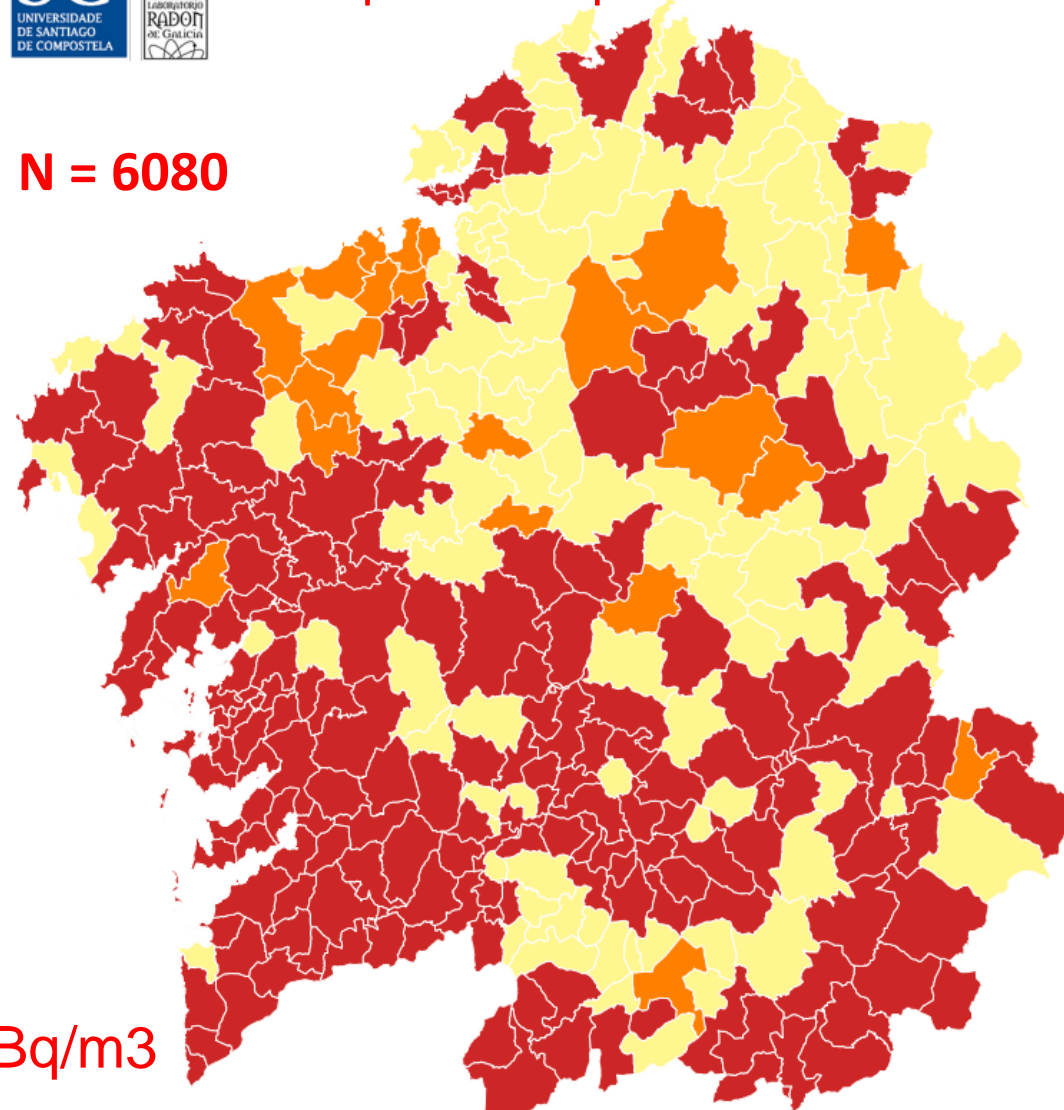 UNIVERSIDADE
DE SANTIAGO
DE COMPOSTELA
LABORATORIO
RADON
DE GALICIA
N = 6080
Bq/m3